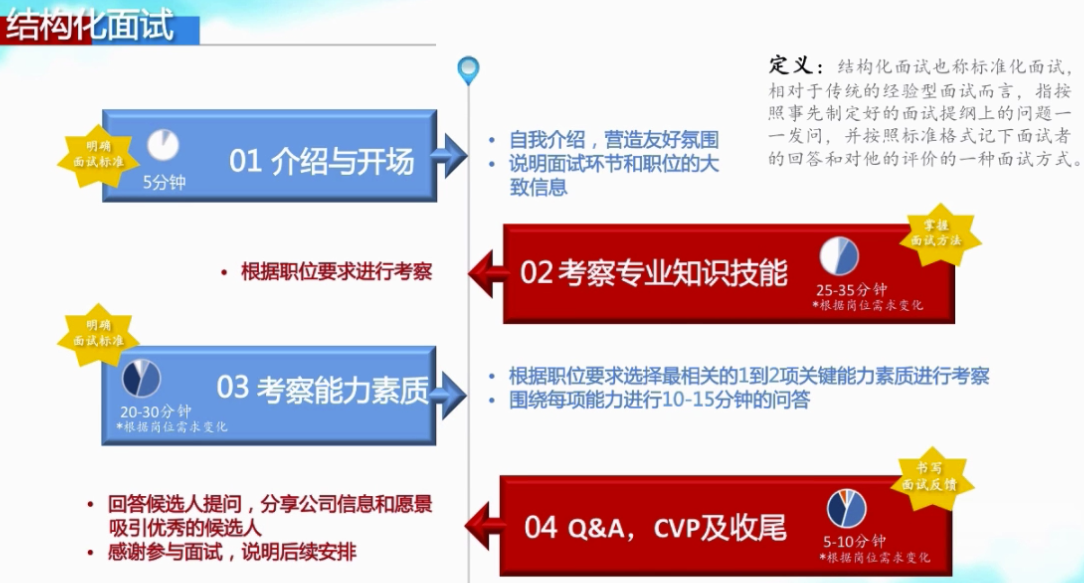 结构化面试
定义：结构化面试也称标准化面试，
相对于传统的经验型面试而言，指按
照事先制定好的面试提纲上的问题一
一发问，并按照标准格式记下面试者
的回答和对他的评价的一种面试方式。
明确
面试标准
5分钟
01 介绍与开场
• 自我介绍，营造友好氛围
• 说明面试环节和职位的大
致信息
掌握
面试方法
• 根据职位要求进行考察
02 考察专业知识技能
25-35分钟
*根据岗位需求变化
明确
面试标准
03 考察能力素质
20-30分钟
*根据岗位需求变化
• 根据职位要求选择最相关的1到2项关键能力素质进行考察
• 围绕每项能力进行10-15分钟的问答
书写
面试反馈
• 回答候选人提问，分享公司信息和愿景
吸引优秀的候选人
• 感谢参与面试，说明后续安排
04 Q&A，CVP及收尾
5-10分钟
*根据岗位需求变化